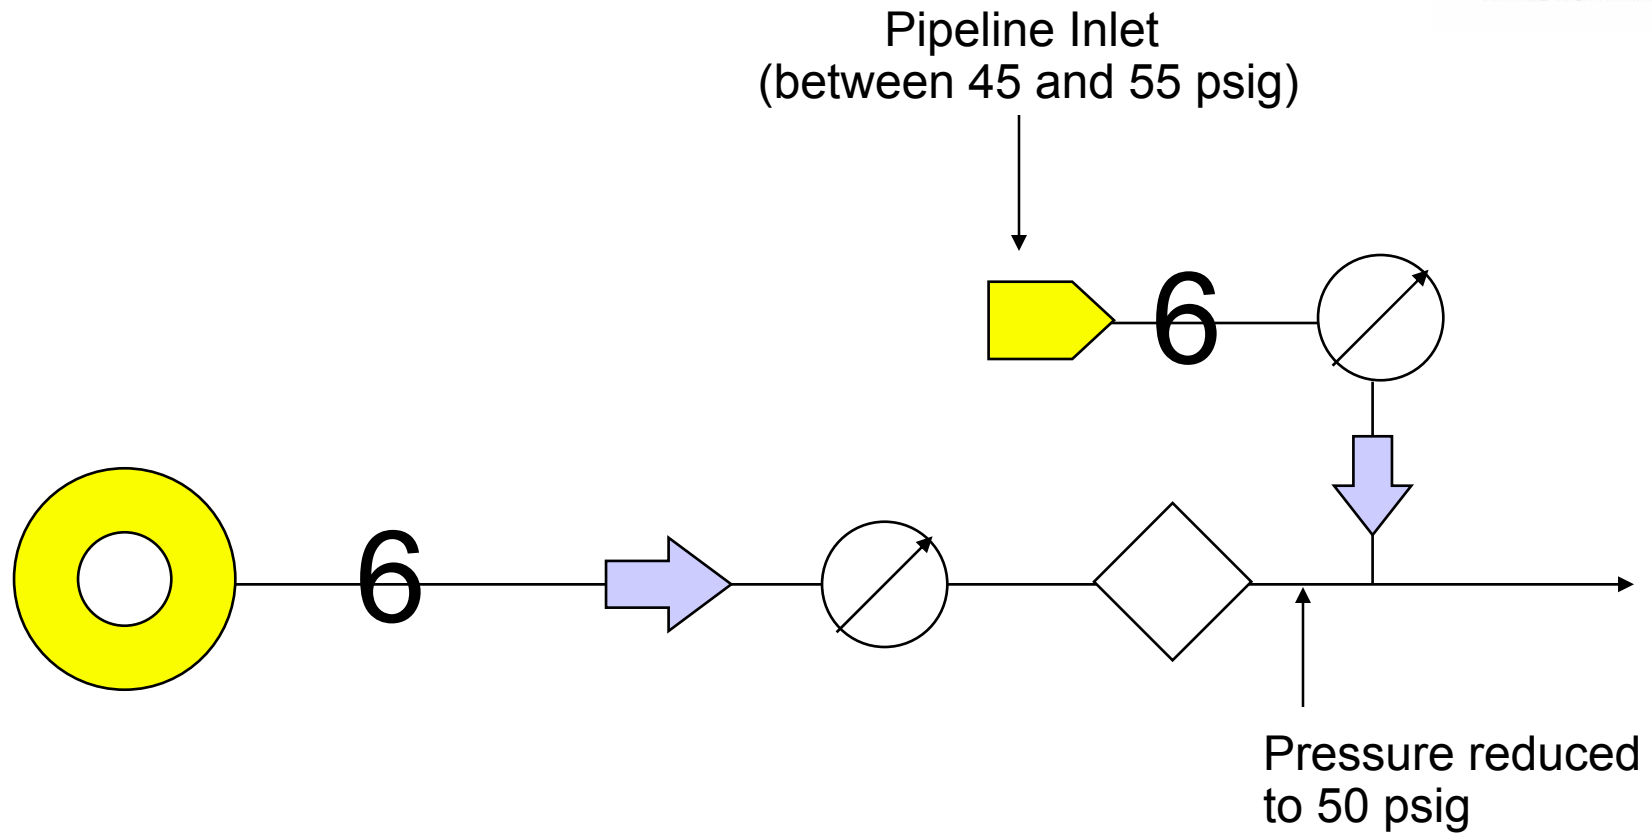 Pipeline Inlet
(between 45 and 55 psig)
6
6
Pressure reduced
to 50 psig